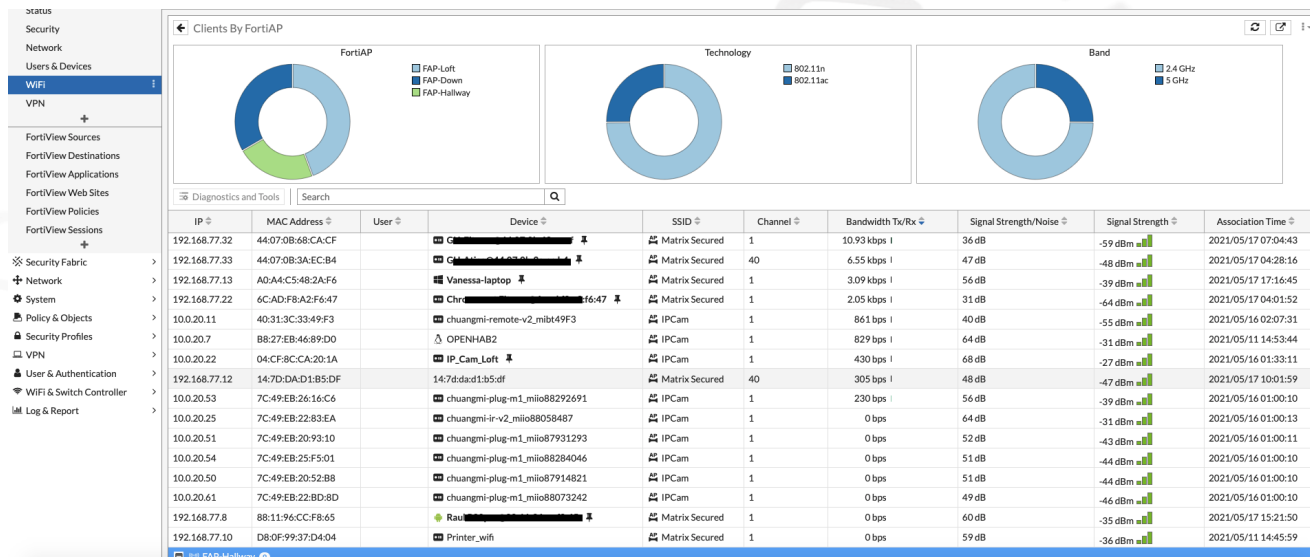 Status
Security
Network
Users & Devices
WiFi
VPN
+
FortiView Sources
FortiView Destinations
FortiView Applications
FortiView Web Sites
FortiView Policies
FortiView Sessions
+
Security Fabric
Network
System
Policy & Objects
Security Profiles
VPN
User & Authentication
WiFi & Switch Controller
Log & Report
Clients By FortiAP
FortiAP
FAP-Loft
FAP-Down
FAP-Hallway
Technology
802.11n
802.11ac
Band
2.4 GHz
5 GHz
Diagnostics and Tools Search
IP MAC Address User Device SSID Channel Bandwidth Tx/Rx Signal Strength/Noise Signal Strength Association Time
192.168.77.32 44:07:0B:68:CA:CF Matrix Secured 1 10.93 kbps 36 dB -59 dBm 2021/05/17 07:04:43
192.168.77.33 44:07:0B:3A:EC:B4 Matrix Secured 40 6.55 kbps 47 dB -48 dBm 2021/05/17 04:28:16
192.168.77.13 A0:A4:C5:48:2A:F6 Vanessa-laptop Matrix Secured 1 3.09 kbps 56 dB -39 dBm 2021/05/17 17:16:45
192.168.77.22 6C:AD:F8:A2:F6:47 Chro f6:47 Matrix Secured 1 2.05 kbps 31 dB -64 dBm 2021/05/17 04:01:52
10.0.20.11 40:31:3C:33:49:F3 chuangmi-remote-v2_mibt49F3 IPCam 1 861 bps 40 dB -55 dBm 2021/05/16 02:07:31
10.0.20.7 B8:27:EB:46:89:D0 OPENHAB2 IPCam 1 829 bps 64 dB -31 dBm 2021/05/11 14:53:44
10.0.20.22 04:CF:8C:CA:20:1A IP_Cam_Loft IPCam 1 430 bps 68 dB -27 dBm 2021/05/16 01:33:11
192.168.77.12 14:7D:DA:D1:B5:DF 14:7d:da:d1:b5:df Matrix Secured 40 305 bps 48 dB -47 dBm 2021/05/17 10:01:59
10.0.20.53 7C:49:EB:26:16:C6 chuangmi-plug-m1_miio88292691 IPCam 1 230 bps 56 dB -39 dBm 2021/05/16 01:00:10
10.0.20.25 7C:49:EB:22:83:EA chuangmi-ir-v2_miio88058487 IPCam 1 0 bps 64 dB -31 dBm 2021/05/16 01:00:13
10.0.20.51 7C:49:EB:20:93:10 chuangmi-plug-m1_miio87931293 IPCam 1 0 bps 52 dB -43 dBm 2021/05/16 01:00:11
10.0.20.54 7C:49:EB:25:F5:01 chuangmi-plug-m1_miio88284046 IPCam 1 0 bps 51 dB -44 dBm 2021/05/16 01:00:10
10.0.20.50 7C:49:EB:20:52:B8 chuangmi-plug-m1_miio87914821 IPCam 1 0 bps 51 dB -44 dBm 2021/05/16 01:00:10
10.0.20.61 7C:49:EB:22:BD:8D chuangmi-plug-m1_miio88073242 IPCam 1 0 bps 49 dB -46 dBm 2021/05/16 01:00:10
192.168.77.8 88:11:96:CC:F8:65 Raul Matrix Secured 1 0 bps 60 dB -35 dBm 2021/05/17 15:21:50
192.168.77.10 D8:0F:99:37:D4:04 Printer_wifi Matrix Secured 1 0 bps 59 dB -36 dBm 2021/05/11 14:45:59
FAP-Hallway